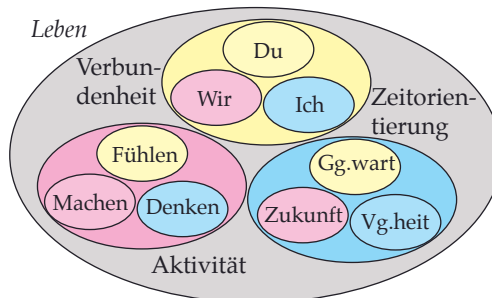 Leben
Du
Verbun-
denheit
Wir
Ich
Zeitorien-
tierung
Fühlen
Machen
Denken
Gg.wart
Zukunft
Vg.heit
Aktivität